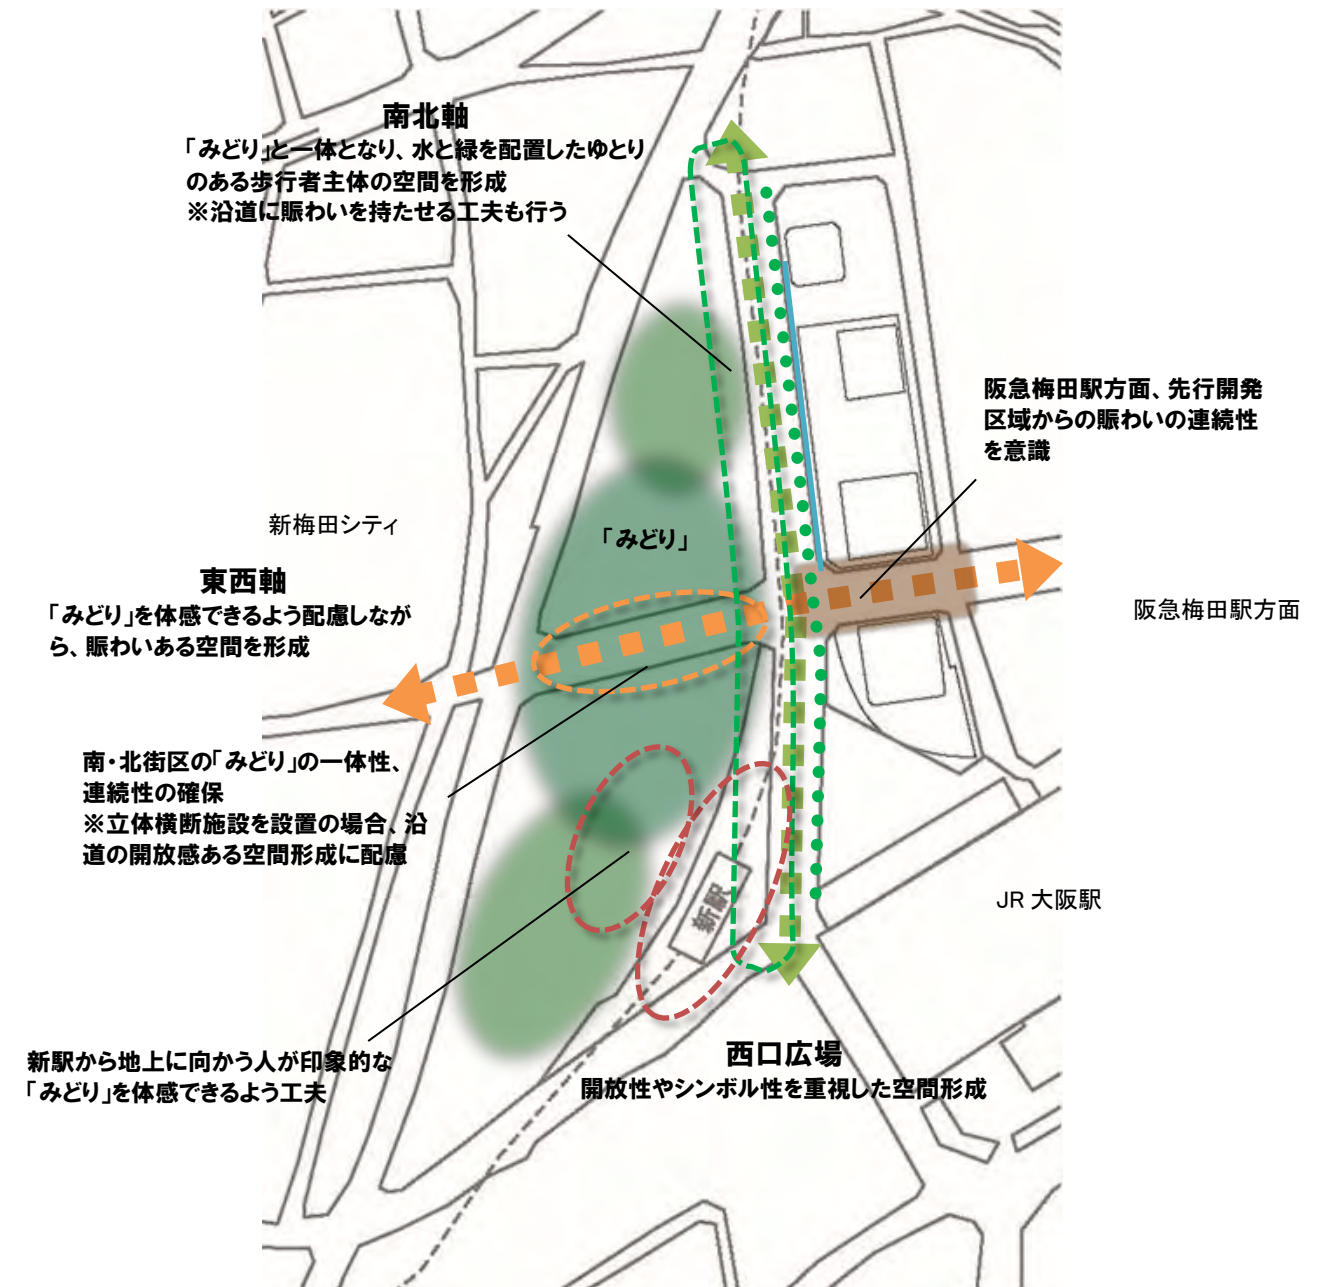 南北軸
「みどり」と一体となり、水と緑を配置したゆとり
のある歩行者主体の空間を形成
※沿道に賑わいを持たせる工夫も行う
阪急梅田駅方面、先行開発
区域からの賑わいの連続性
を意識
新梅田シティ
「みどり」
東西軸
「みどり」を体感できるよう配慮しなが
ら、賑わいある空間を形成
阪急梅田駅方面
南・北街区の「みどり」の一体性、
連続性の確保
※立体横断施設を設置の場合、沿
道の開放感ある空間形成に配慮
新駅
JR 大阪駅
新駅から地上に向かう人が印象的な
「みどり」を体感できるよう工夫
西口広場
開放性やシンボル性を重視した空間形成